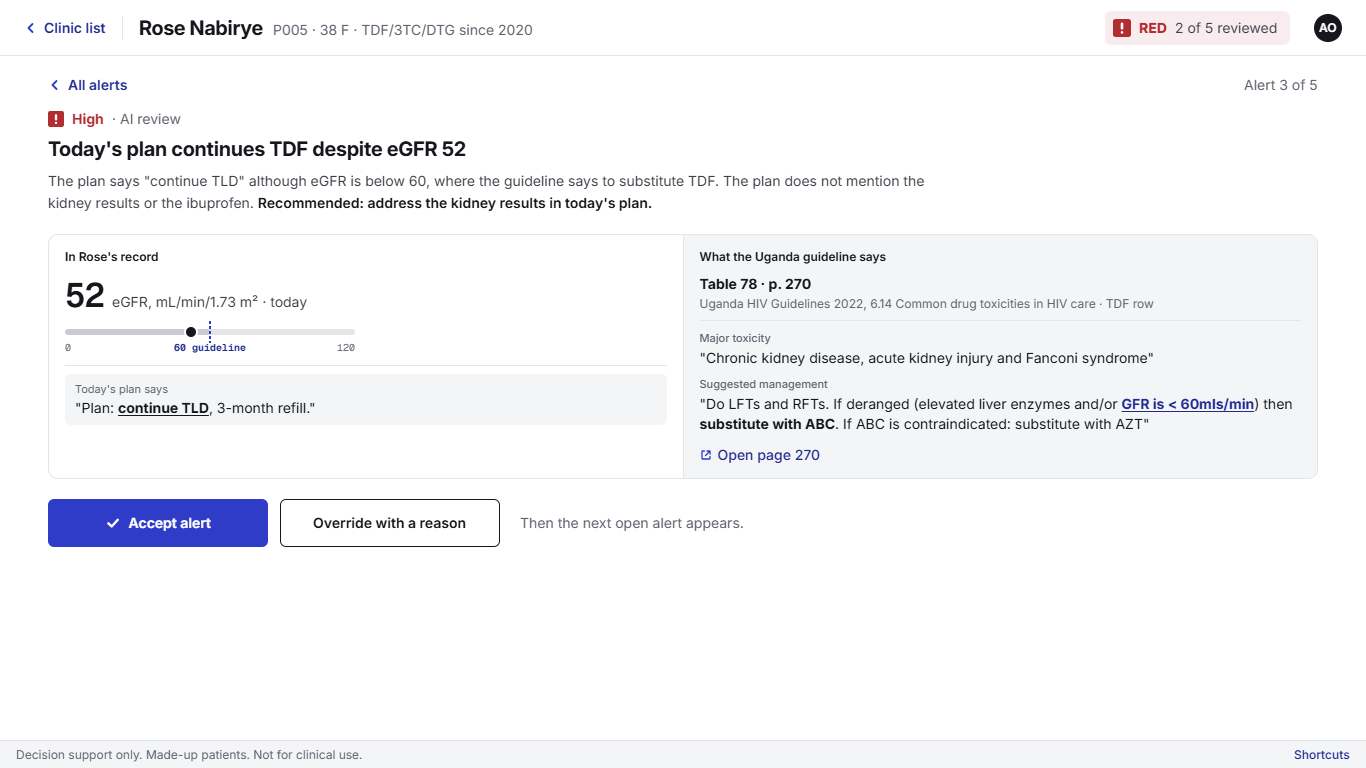 Clinic list
Rose Nabirye P005 · 38 F · TDF/3TC/DTG since 2020
RED 2 of 5 reviewed
AO
All alerts
Alert 3 of 5
High · AI review
Today's plan continues TDF despite eGFR 52
The plan says "continue TLD" although eGFR is below 60, where the guideline says to substitute TDF. The plan does not mention the
kidney results or the ibuprofen. Recommended: address the kidney results in today's plan.
In Rose's record
52 eGFR, mL/min/1.73 m² · today
0 60 guideline 120
Today's plan says
"Plan: continue TLD, 3-month refill."
What the Uganda guideline says
Table 78 · p. 270
Uganda HIV Guidelines 2022, 6.14 Common drug toxicities in HIV care · TDF row
Major toxicity
"Chronic kidney disease, acute kidney injury and Fanconi syndrome"
Suggested management
"Do LFTs and RFTs. If deranged (elevated liver enzymes and/or GFR is < 60mls/min) then
substitute with ABC. If ABC is contraindicated: substitute with AZT"
Open page 270
Accept alert
Override with a reason
Then the next open alert appears.
Decision support only. Made-up patients. Not for clinical use.
Shortcuts